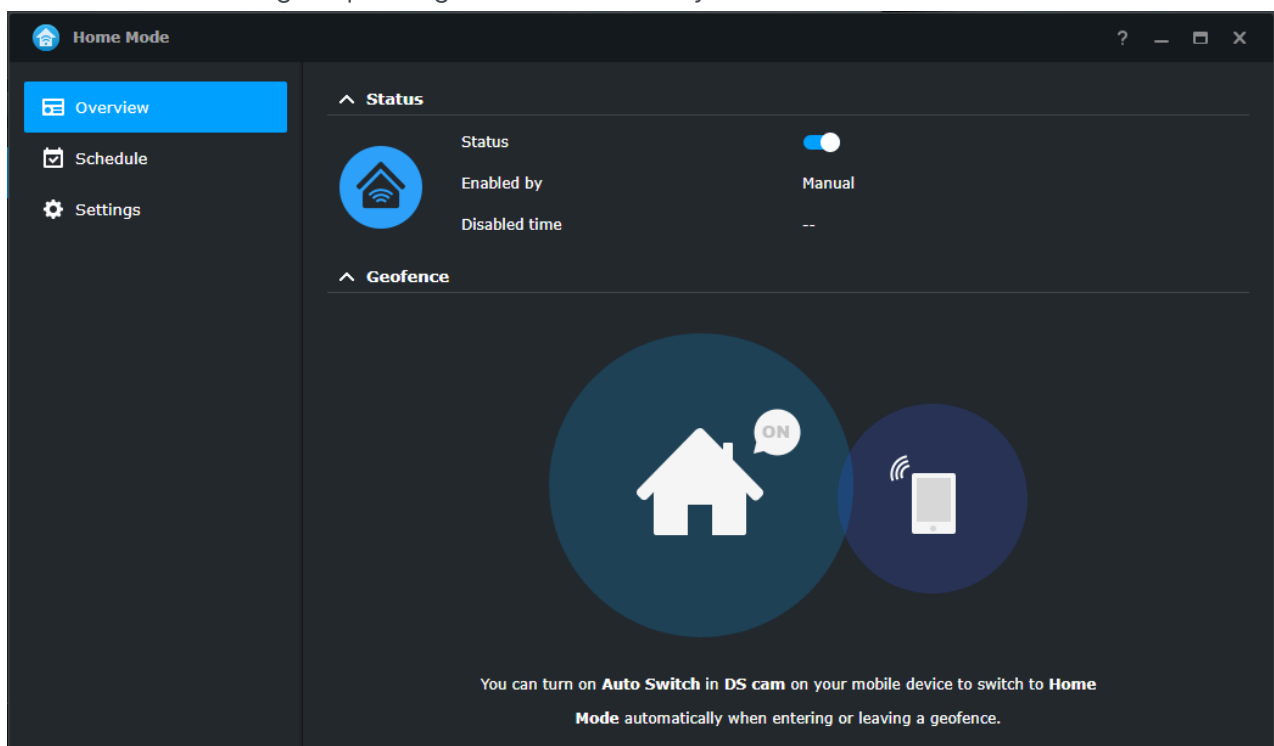 Home Mode
?
Overview
Schedule
Settings
Status
Status
Enabled by Manual
Disabled time --
Geofence
ON
You can turn on Auto Switch in DS cam on your mobile device to switch to Home
Mode automatically when entering or leaving a geofence.